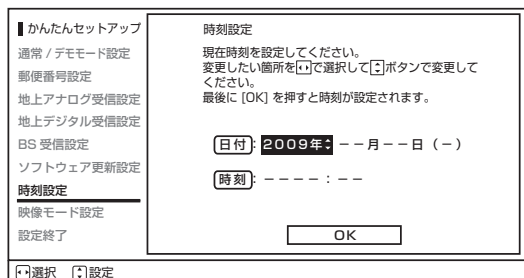 かんたんセットアップ
通常 / デモモード設定
郵便番号設定
地上アナログ受信設定
地上デジタル受信設定
BS 受信設定
ソフトウェア更新設定
時刻設定
映像モード設定
設定終了
時刻設定
現在時刻を設定してください。
変更したい箇所を で選択して ボタンで変更して
ください。
最後に [OK] を押すと時刻が設定されます。
日付: 2009年 －－月－－日（－）
時刻: －－－－：－－
OK
選択 設定